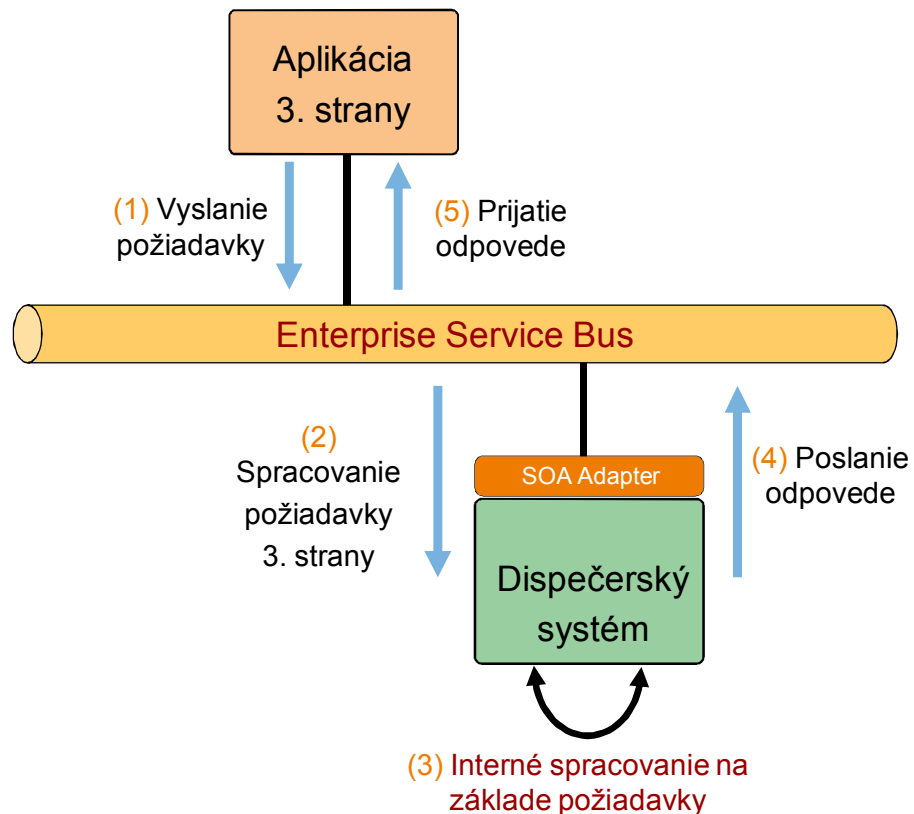 Aplikácia
3. strany
(1) Vyslanie
požiadavky
(5) Prijatie
odpovede
Enterprise Service Bus
(2)
Spracovanie
požiadavky
3. strany
SOA Adapter
(4) Poslanie
odpovede
Dispečerský
systém
(3) Interné spracovanie na
základe požiadavky